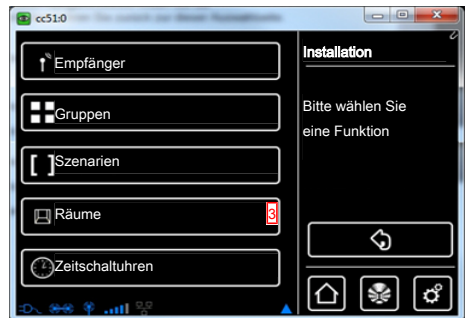 cc51:0
Empfänger
Gruppen
[ ] Szenarien
Räume 3
Zeitschaltuhren
Installation
Bitte wählen Sie
eine Funktion